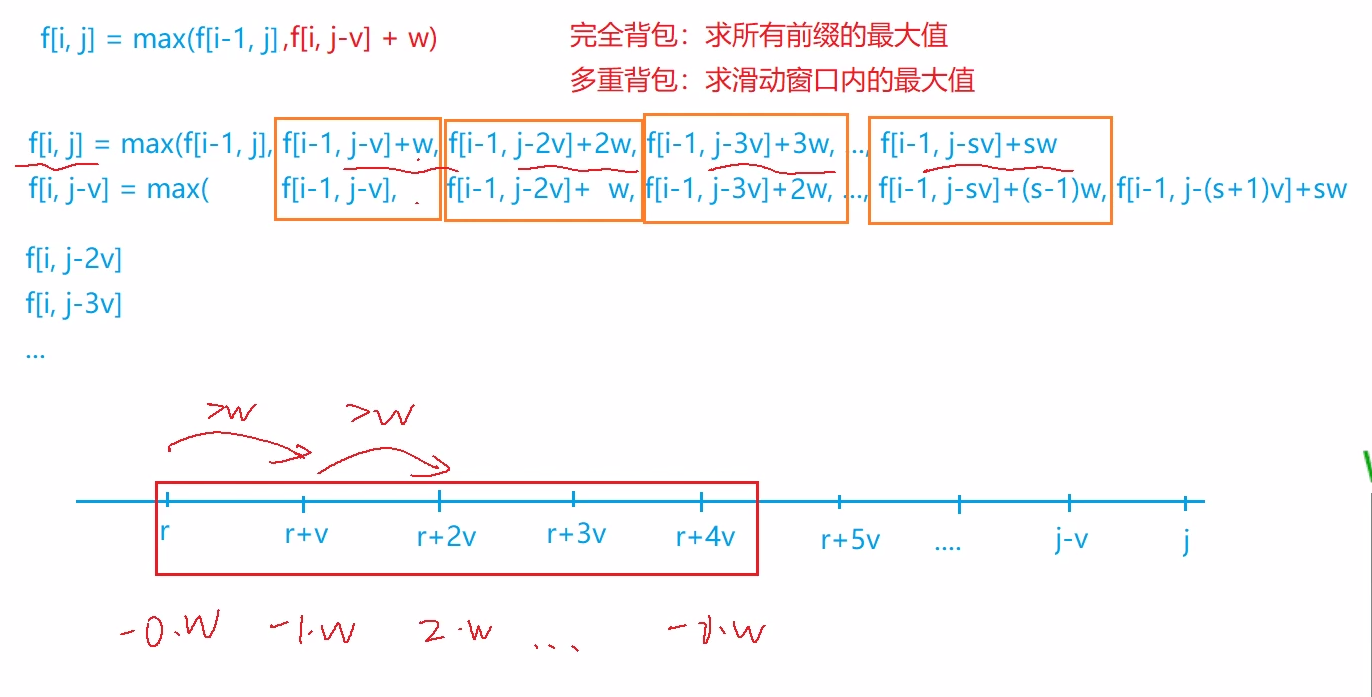 f[i, j] = max(f[i-1, j],f[i, j-v] + w)
完全背包：求所有前缀的最大值
多重背包：求滑动窗口内的最大值
f[i, j] = max(f[i-1, j], f[i-1, j-v]+w, f[i-1, j-2v]+2w, f[i-1, j-3v]+3w, ..., f[i-1, j-sv]+sw
f[i, j-v] = max( f[i-1, j-v], f[i-1, j-2v]+ w, f[i-1, j-3v]+2w, ..., f[i-1, j-sv]+(s-1)w, f[i-1, j-(s+1)v]+sw
f[i, j-2v]
f[i, j-3v]
...
>w >w
r r+v r+2v r+3v r+4v r+5v .... j-v j
-0·w -1·w 2·w ...